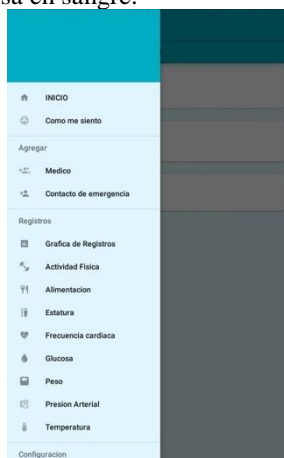 sa en sangre.
INICIO
Como me siento
Agregar
Medico
Contacto de emergencia
Registros
Grafica de Registros
Actividad Fisica
Alimentacion
Estatura
Frecuencia cardiaca
Glucosa
Peso
Presion Arterial
Temperatura
Configuracion